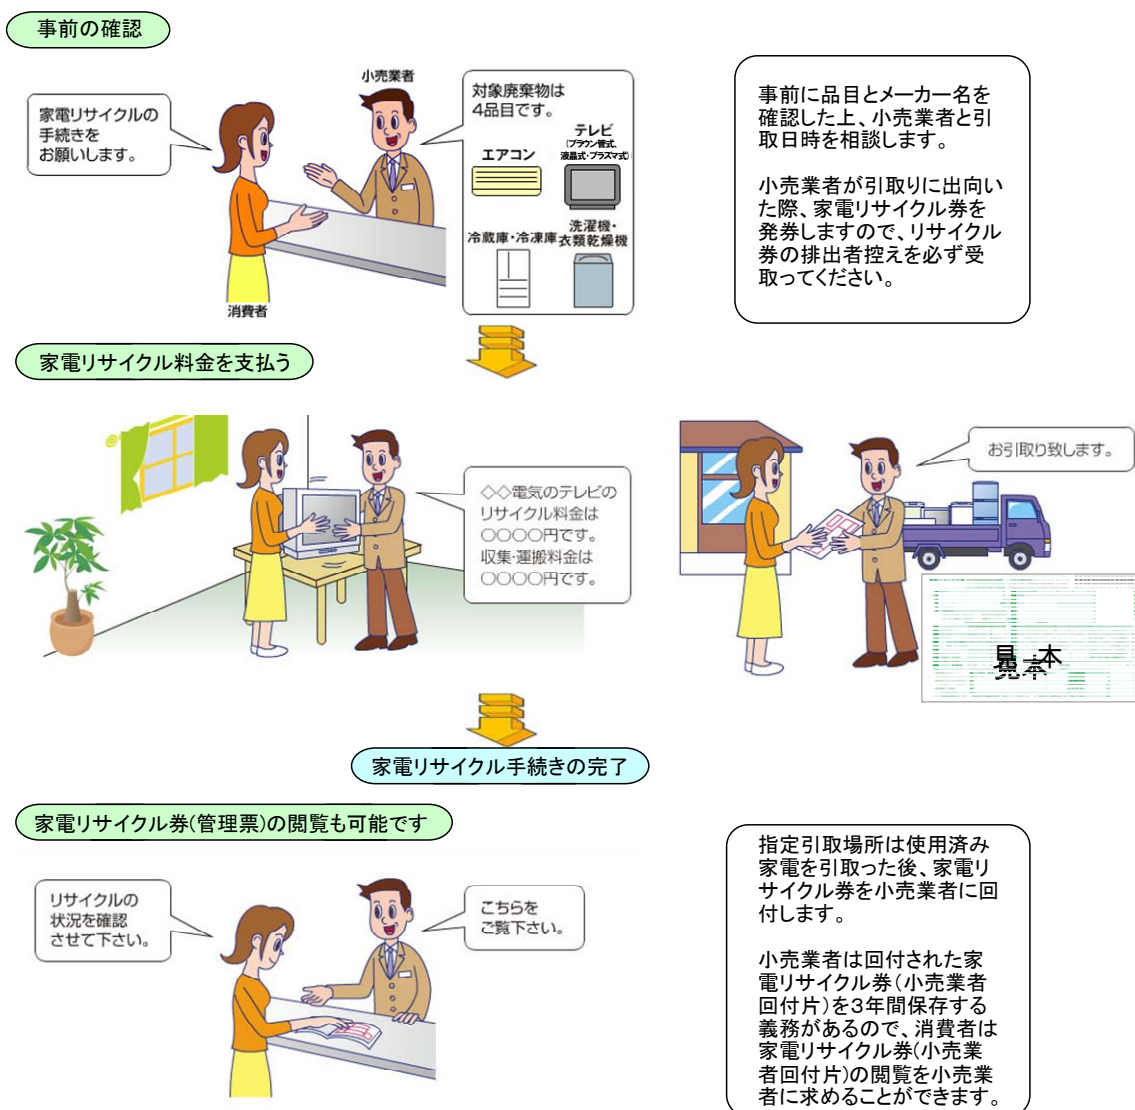 事前の確認
小売業者
家電リサイクルの
手続きを
お願いします。
対象廃棄物は
4品目です。
エアコン
テレビ
(ブラウン管式、
液晶式・プラズマ式)
冷蔵庫・冷凍庫
洗濯機・
衣類乾燥機
消費者
事前に品目とメーカー名を
確認した上、小売業者と引
取日時を相談します。
小売業者が引取りに出向い
た際、家電リサイクル券を
発券しますので、リサイクル
券の排出者控えを必ず受
取ってください。
家電リサイクル料金を支払う
◇◇電気のテレビの
リサイクル料金は
〇〇〇〇円です。
収集・運搬料金は
〇〇〇〇円です。
お引取り致します。
見本
家電リサイクル手続きの完了
家電リサイクル券(管理票)の閲覧も可能です
リサイクルの
状況を確認
させて下さい。
こちらを
ご覧下さい。
指定引取場所は使用済み
家電を引取った後、家電リ
サイクル券を小売業者に回
付します。
小売業者は回付された家
電リサイクル券(小売業者
回付片)を3年間保存する
義務があるので、消費者は
家電リサイクル券(小売業
者回付片)の閲覧を小売業
者に求めることができます。